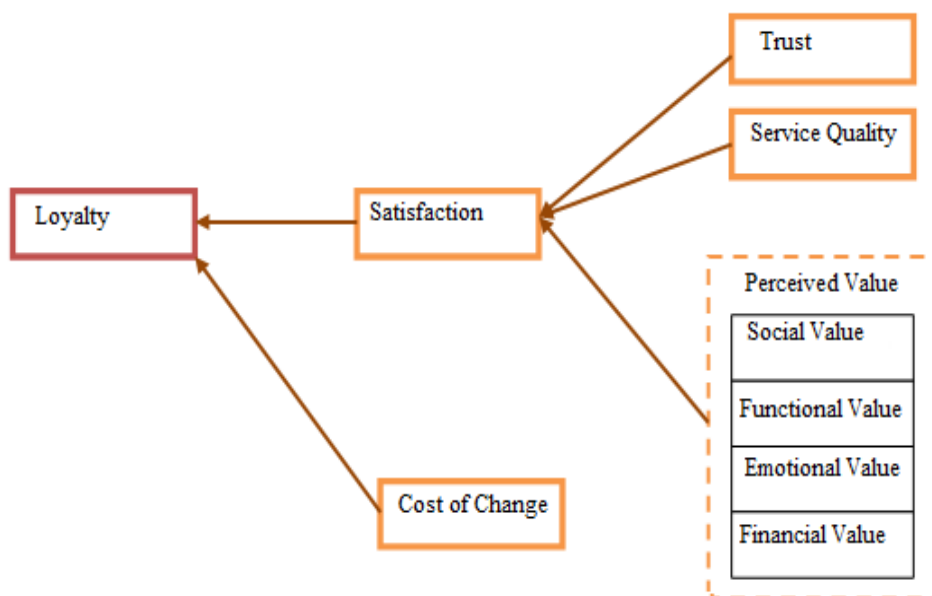 Trust
Service Quality
Loyalty
Satisfaction
Perceived Value
Social Value
Functional Value
Emotional Value
Financial Value
Cost of Change